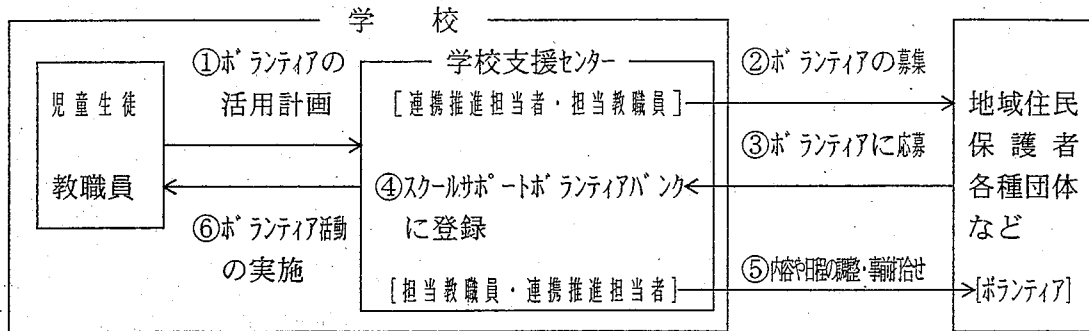 学校
①ボランティアの
活用計画
児童生徒
教職員
⑥ボランティア活動
の実施
学校支援センター
[連携推進担当者・担当教職員]
④スクールサポートボランティアバンク
に登録
[担当教職員・連携推進担当者]
②ボランティアの募集
③ボランティアに応募
⑤内容や日程の調整・事前打合せ
地域住民
保護者
各種団体
など
[ボランティア]